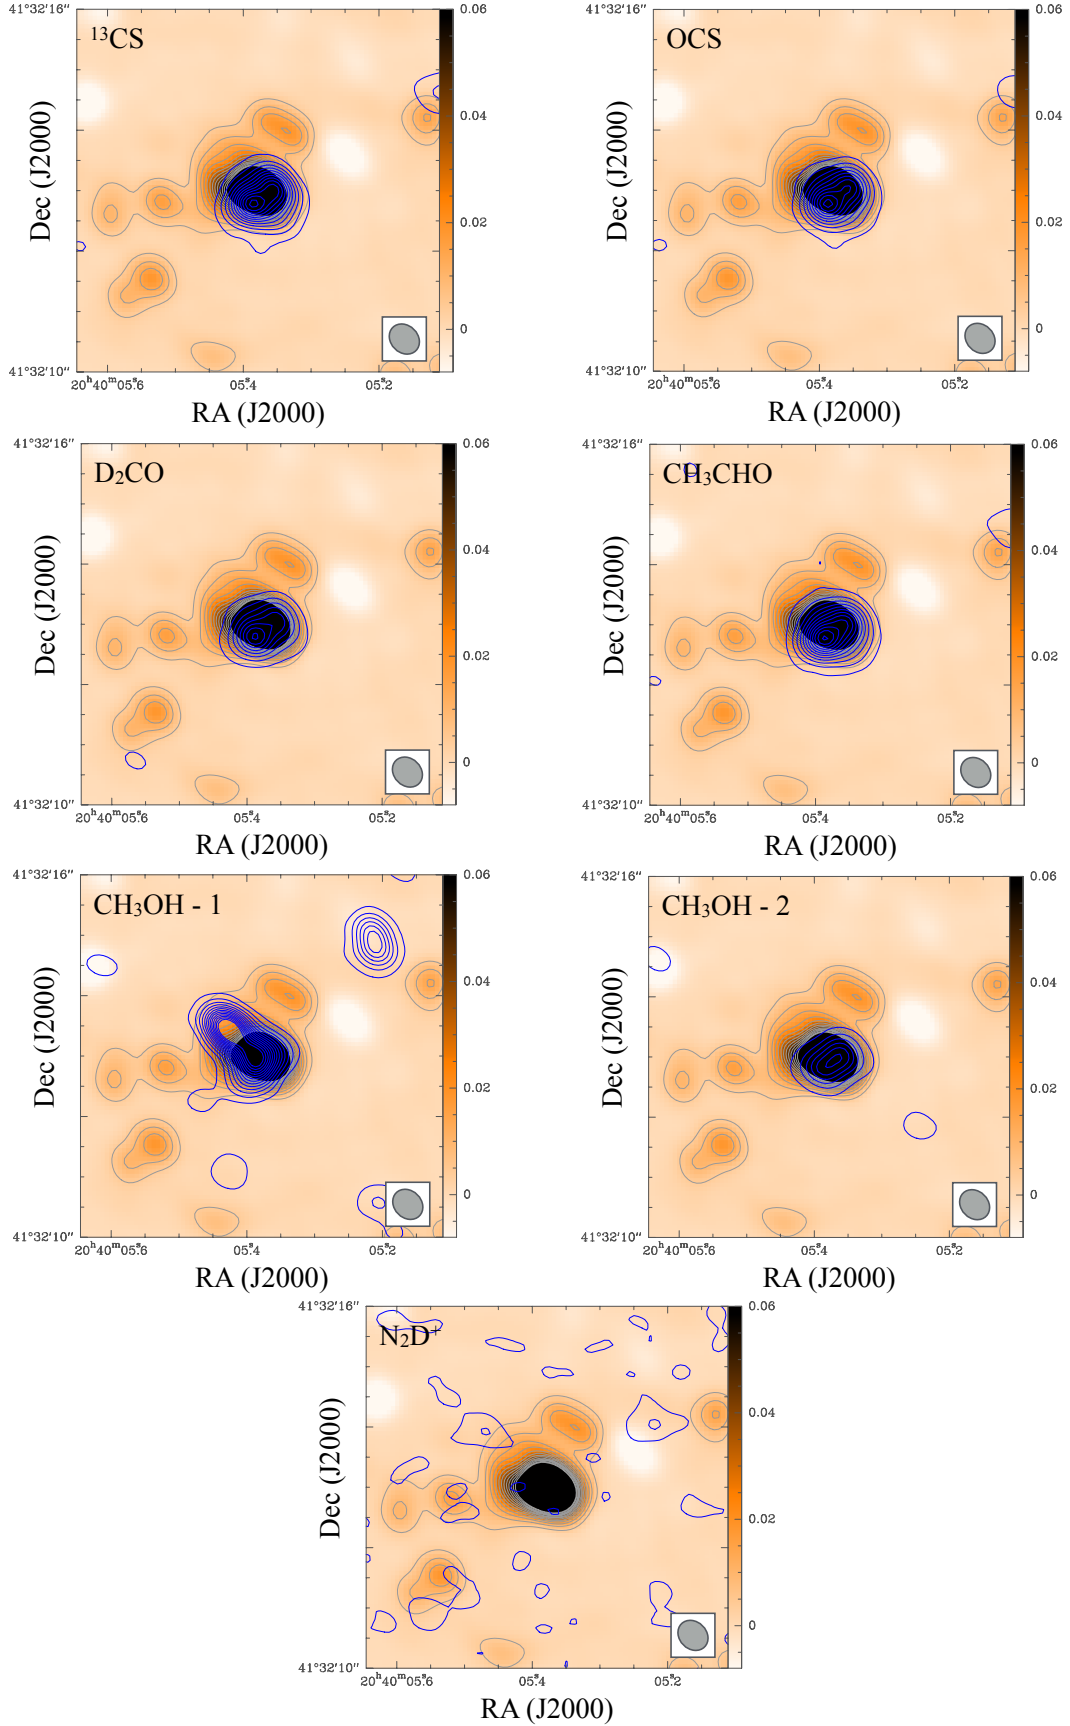 41°32′16″
¹³CS
0.06
0.04
0.02
0
Dec (J2000)
41°32′10″
20ʰ40ᵐ05ˢ.6
05ˢ.4
05ˢ.2
RA (J2000)
41°32′16″
OCS
0.06
0.04
0.02
0
Dec (J2000)
41°32′10″
20ʰ40ᵐ05ˢ.6
05ˢ.4
05ˢ.2
RA (J2000)
41°32′16″
D₂CO
0.06
0.04
0.02
0
Dec (J2000)
41°32′10″
20ʰ40ᵐ05ˢ.6
05ˢ.4
05ˢ.2
RA (J2000)
41°32′16″
CH₃CHO
0.06
0.04
0.02
0
Dec (J2000)
41°32′10″
20ʰ40ᵐ05ˢ.6
05ˢ.4
05ˢ.2
RA (J2000)
41°32′16″
CH₃OH - 1
0.06
0.04
0.02
0
Dec (J2000)
41°32′10″
20ʰ40ᵐ05ˢ.6
05ˢ.4
05ˢ.2
RA (J2000)
41°32′16″
CH₃OH - 2
0.06
0.04
0.02
0
Dec (J2000)
41°32′10″
20ʰ40ᵐ05ˢ.6
05ˢ.4
05ˢ.2
RA (J2000)
41°32′16″
N₂D⁺
0.06
0.04
0.02
0
Dec (J2000)
41°32′10″
20ʰ40ᵐ05ˢ.6
05ˢ.4
05ˢ.2
RA (J2000)